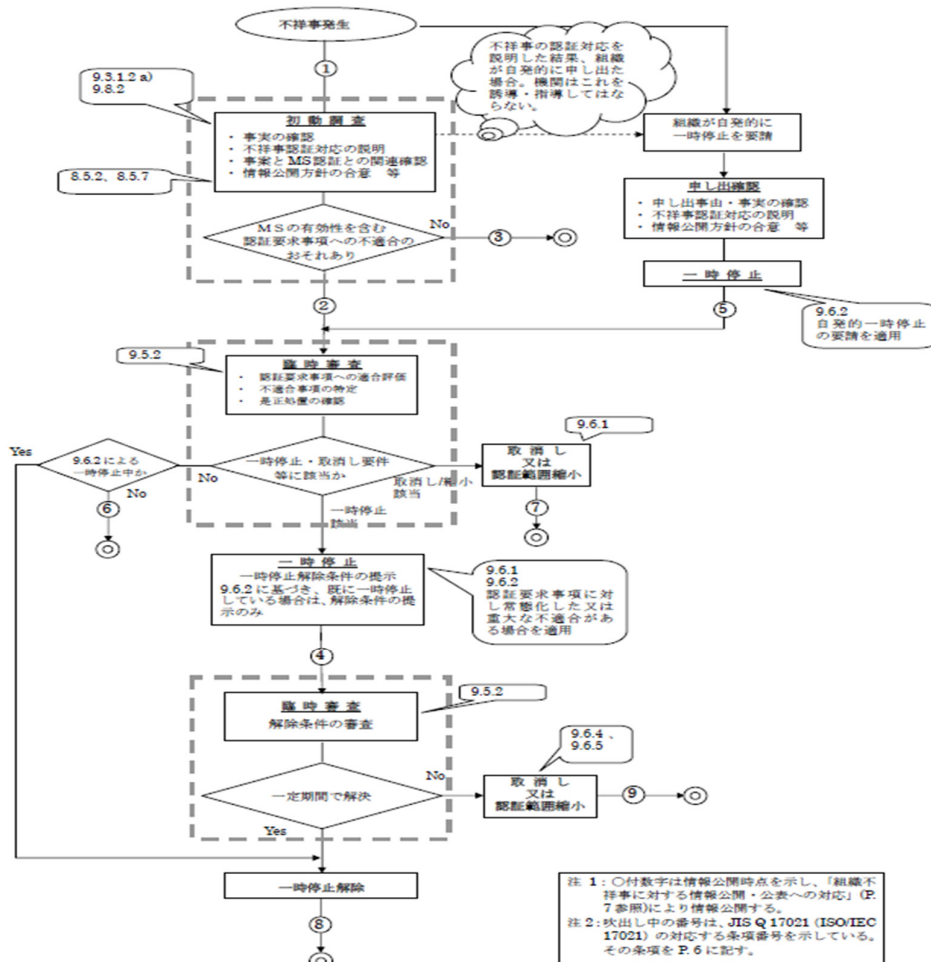 不祥事発生
①
不祥事の認証対応を
説明した結果、組織
が自発的に申し出た
場合。機関はこれを
誘導・指導してはな
らない。
9.3.1.2 a)
9.8.2
初動調査
・ 事実の確認
・ 不祥事認証対応の説明
・ 事案とMS認証との関連確認
・ 情報公開方針の合意 等
8.5.2、8.5.7
組織が自発的に
一時停止を要請
申し出確認
・ 申し出事由・事実の確認
・ 不祥事認証対応の説明
・ 情報公開方針の合意 等
MSの有効性を含む
認証要求事項への不適合の
おそれあり
No
③
一時停止
②
⑤
9.6.2
自発的一時停止
の要請を適用
9.5.2
臨時審査
・ 認証要求事項への適合評価
・ 不適合事項の特定
・ 是正処置の確認
Yes
9.6.2による
一時停止中か
No
⑥
No
一時停止・取消し要件
等に該当か
取消し/縮小
該当
9.6.1
取消し
又は
認証範囲縮小
⑦
一時停止
該当
一時停止
一時停止解除条件の提示
9.6.2に基づき、既に一時停止
している場合は、解除条件の提
示のみ
9.6.1
9.6.2
認証要求事項に対
し常態化した又は
重大な不適合があ
る場合を適用
④
9.5.2
臨時審査
解除条件の審査
9.6.4 、
9.6.5
一定期間で解決
No
取消し
又は
認証範囲縮小
⑨
Yes
一時停止解除
⑧
注 1：○付数字は情報公開時点を示し、「組織不
祥事に対する情報公開・公表への対応」(P.
7 参照)により情報公開する。
注 2：吹出し中の番号は、JIS Q 17021 (ISO/IEC
17021) の対応する条項番号を示している。
その条項を P. 6 に記す。